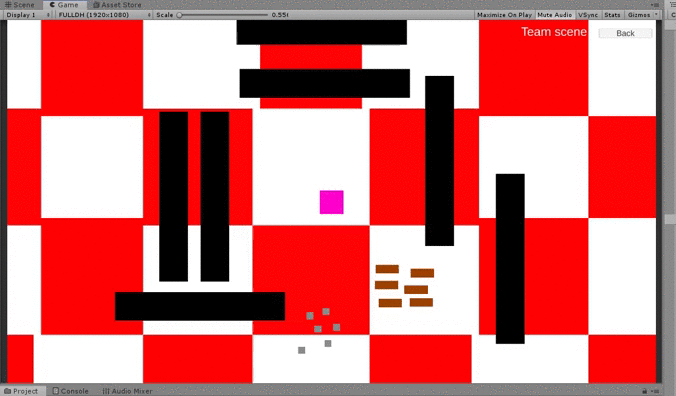 Scene Game Asset Store
Display 1 FULLDH (1920x1080) Scale 0.55 Maximize On Play Mute Audio VSync Stats Gizmos
Team scene Back
Project Console Audio Mixer